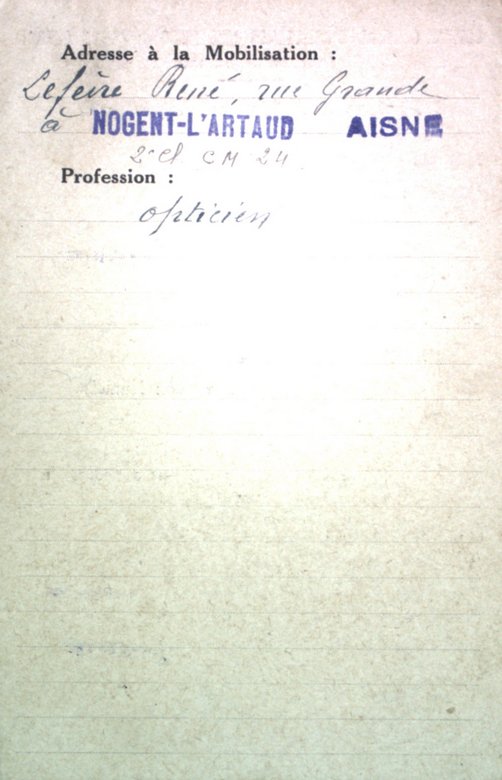 Adresse à la Mobilisation :
Lefèvre René, rue Grande
à NOGENT-L'ARTAUD AISNE
2e Cl CM 24
Profession :
opticien